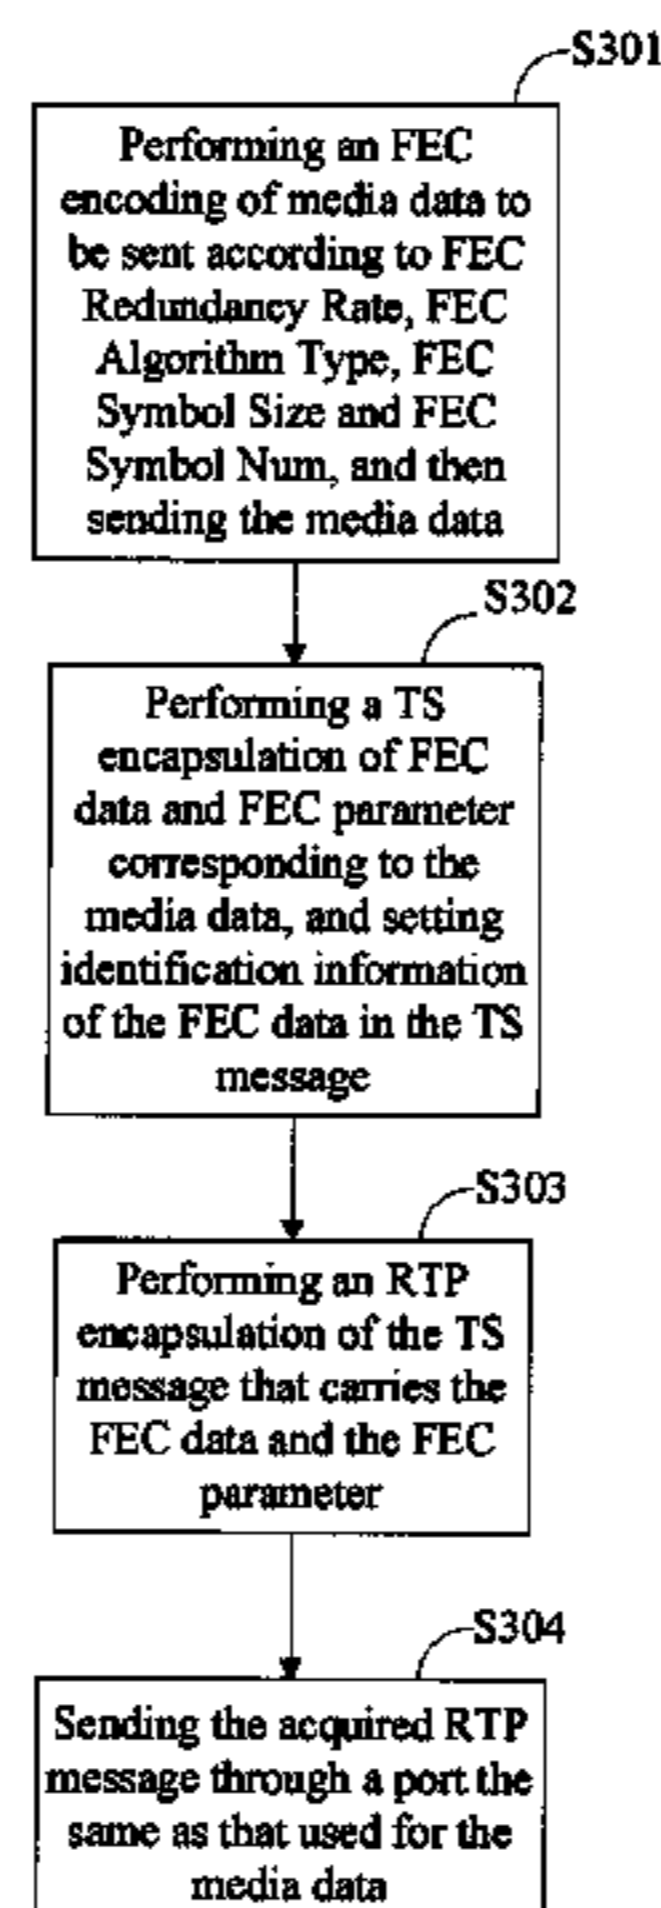 S301
Performing an FEC
encoding of media data to
be sent according to FEC
Redundancy Rate, FEC
Algorithm Type, FEC
Symbol Size and FEC
Symbol Num, and then
sending the media data
S302
Performing a TS
encapsulation of FEC
data and FEC parameter
corresponding to the
media data, and setting
identification information
of the FEC data in the TS
message
S303
Performing an RTP
encapsulation of the TS
message that carries the
FEC data and the FEC
parameter
S304
Sending the acquired RTP
message through a port the
same as that used for the
media data